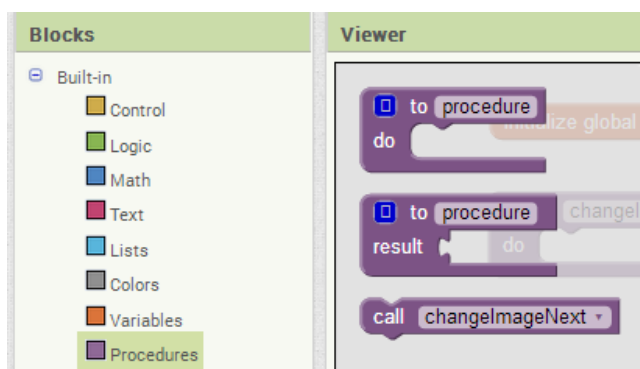 Blocks
Built-in
Control
Logic
Math
Text
Lists
Colors
Variables
Procedures
Viewer
to procedure
do
initialize global
to procedure
changeI
result
do
call changeImageNext